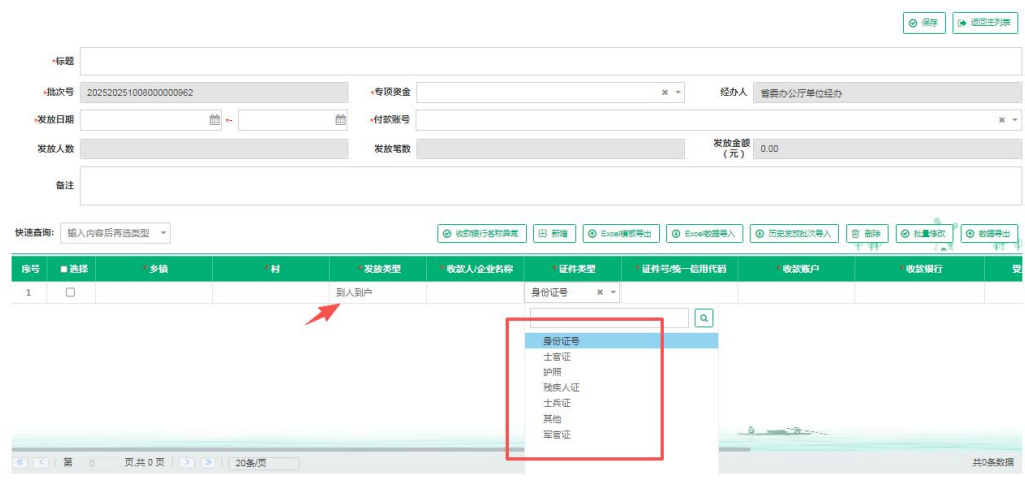 保存 返回主列表
*标题
*批次号 202520251008000000962 *专项资金 经办人 省委办公厅单位经办
*发放日期 *- *付款账号
发放人数 发放笔数 发放金额（元） 0.00
备注
快速查询: 输入内容后再选类型 收款银行名称异常 新增 Excel模板导出 Excel数据导入 历史发放批次导入 删除 批量修改 数据导出
序号 选择 *乡镇 *村 *发放类型 *收款人/企业名称 *证件类型 *证件号/统一信用代码 *收款账户 *收款银行 受
1 到人到户 身份证号
身份证号
士官证
护照
残疾人证
士兵证
其他
军官证
第 0 页,共 0 页 20条/页 共0条数据